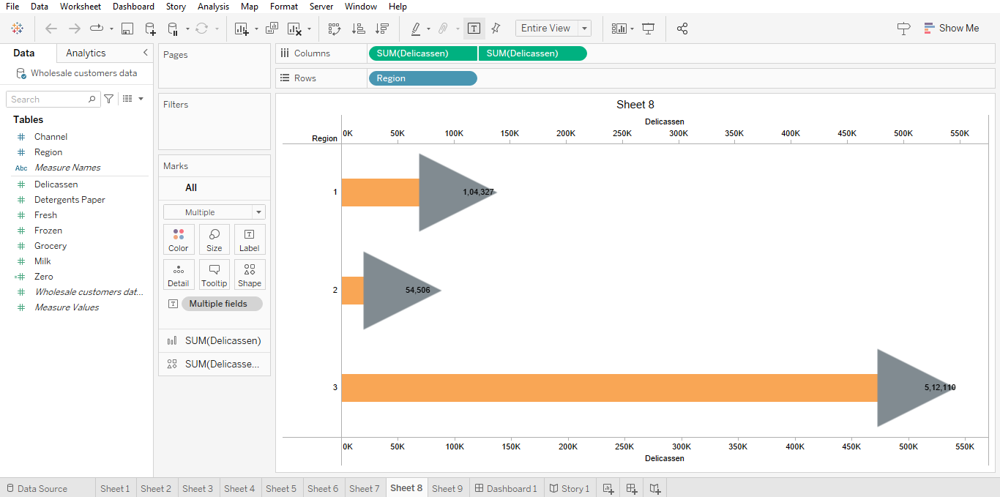 File Data Worksheet Dashboard Story Analysis Map Format Server Window Help
Entire View
Show Me
Data Analytics
Wholesale customers data
Search
Tables
Channel
Region
Abc Measure Names
Delicassen
Detergents Paper
Fresh
Frozen
Grocery
Milk
Zero
Wholesale customers dat...
Measure Values
Pages
Filters
Marks
All
Multiple
Color Size Label
Detail Tooltip Shape
Multiple fields
SUM(Delicassen)
SUM(Delicasse...
Columns SUM(Delicassen) SUM(Delicassen)
Rows Region
Sheet 8
Delicassen
Region 0K 50K 100K 150K 200K 250K 300K 350K 400K 450K 500K 550K
1 1,04,327
2 54,506
3 5,12,110
0K 50K 100K 150K 200K 250K 300K 350K 400K 450K 500K 550K
Delicassen
Data Source Sheet 1 Sheet 2 Sheet 3 Sheet 4 Sheet 5 Sheet 6 Sheet 7 Sheet 8 Sheet 9 Dashboard 1 Story 1